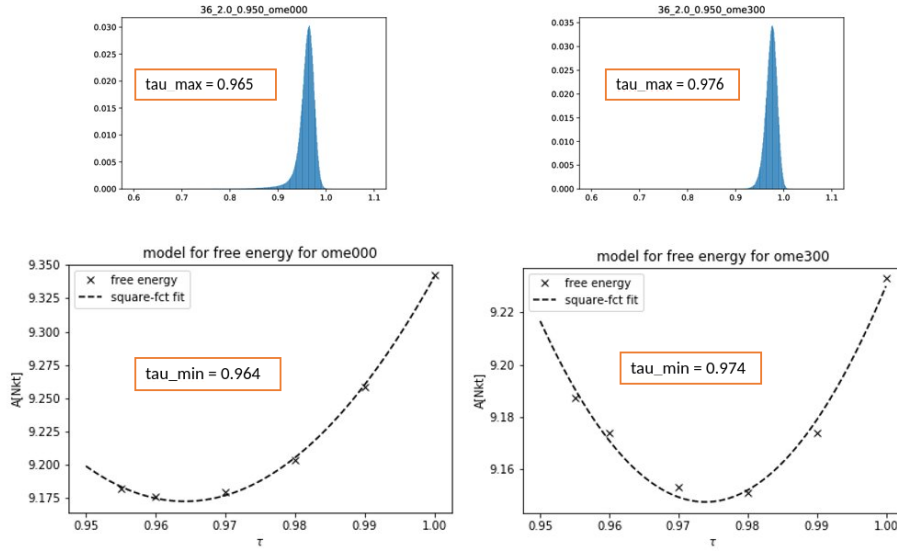 36_2.0_0.950_ome000
0.030
0.025
0.020
0.015
0.010
0.005
0.000
tau_max = 0.965
0.6 0.7 0.8 0.9 1.0 1.1
36_2.0_0.950_ome300
0.035
0.030
0.025
0.020
0.015
0.010
0.005
0.000
tau_max = 0.976
0.6 0.7 0.8 0.9 1.0 1.1
model for free energy for ome000
9.350
9.325
9.300
9.275
9.250
9.225
9.200
9.175
A[Nkt]
free energy
square-fct fit
tau_min = 0.964
0.95 0.96 0.97 0.98 0.99 1.00
τ
model for free energy for ome300
9.22
9.20
9.18
9.16
A[Nkt]
free energy
square-fct fit
tau_min = 0.974
0.95 0.96 0.97 0.98 0.99 1.00
τ